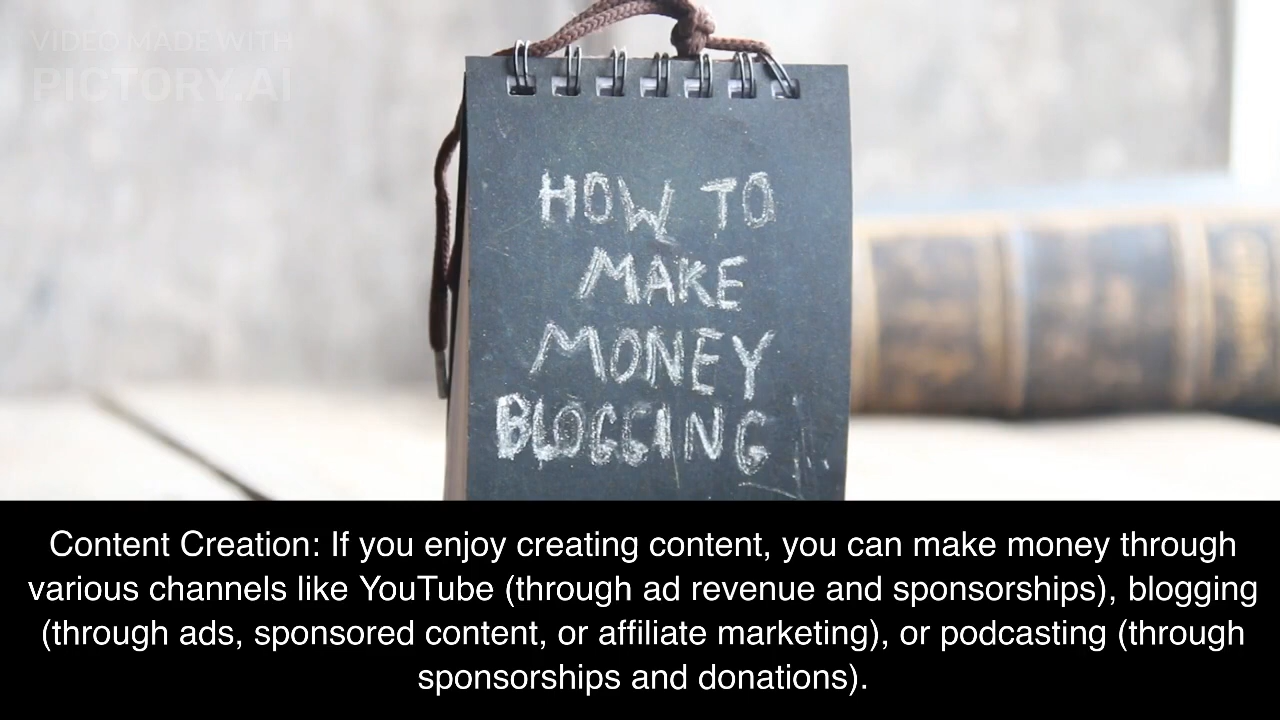 VIDEO MADE WITH
PICTORY.AI
HOW TO
MAKE
MONEY
BLOGGING
Content Creation: If you enjoy creating content, you can make money through
various channels like YouTube (through ad revenue and sponsorships), blogging
(through ads, sponsored content, or affiliate marketing), or podcasting (through
sponsorships and donations).